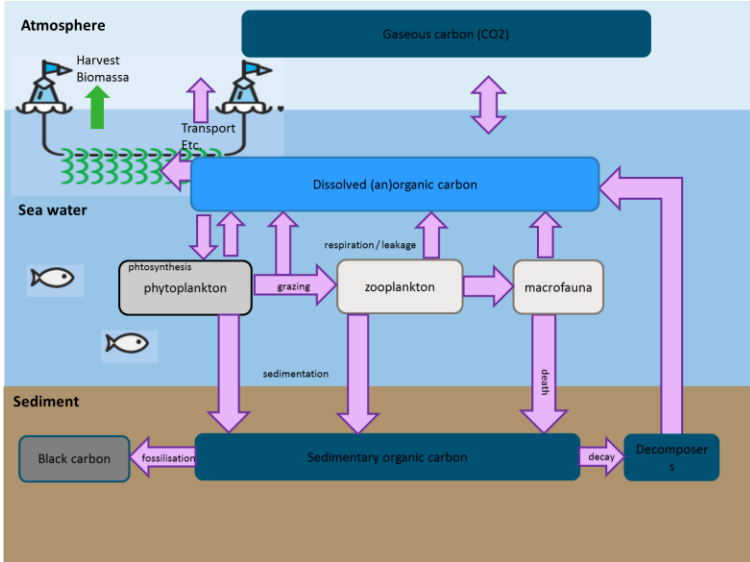 Atmosphere
Gaseous carbon (CO2)
Harvest
Biomassa
Transport
Etc.
Dissolved (an)organic carbon
Sea water
respiration / leakage
phtosynthesis
phytoplankton
grazing
zooplankton
macrofauna
sedimentation
death
Sediment
Black carbon
fossilisation
Sedimentary organic carbon
decay
Decomposer
s